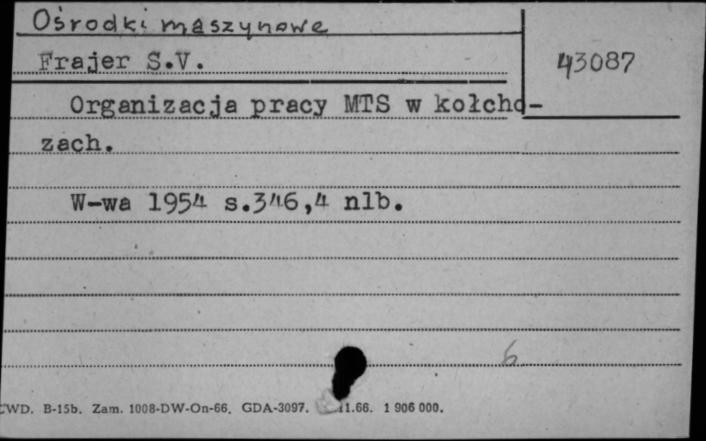 Ośrodki maszynowe
Frajer S.V.
43087
Organizacja pracy MTS w kołcho-
zach.
W-wa 1954 s.346,4 nlb.
6
CWD. B-15b. Zam. 1008-DW-On-66. GDA-3097. 11.66. 1 906 000.